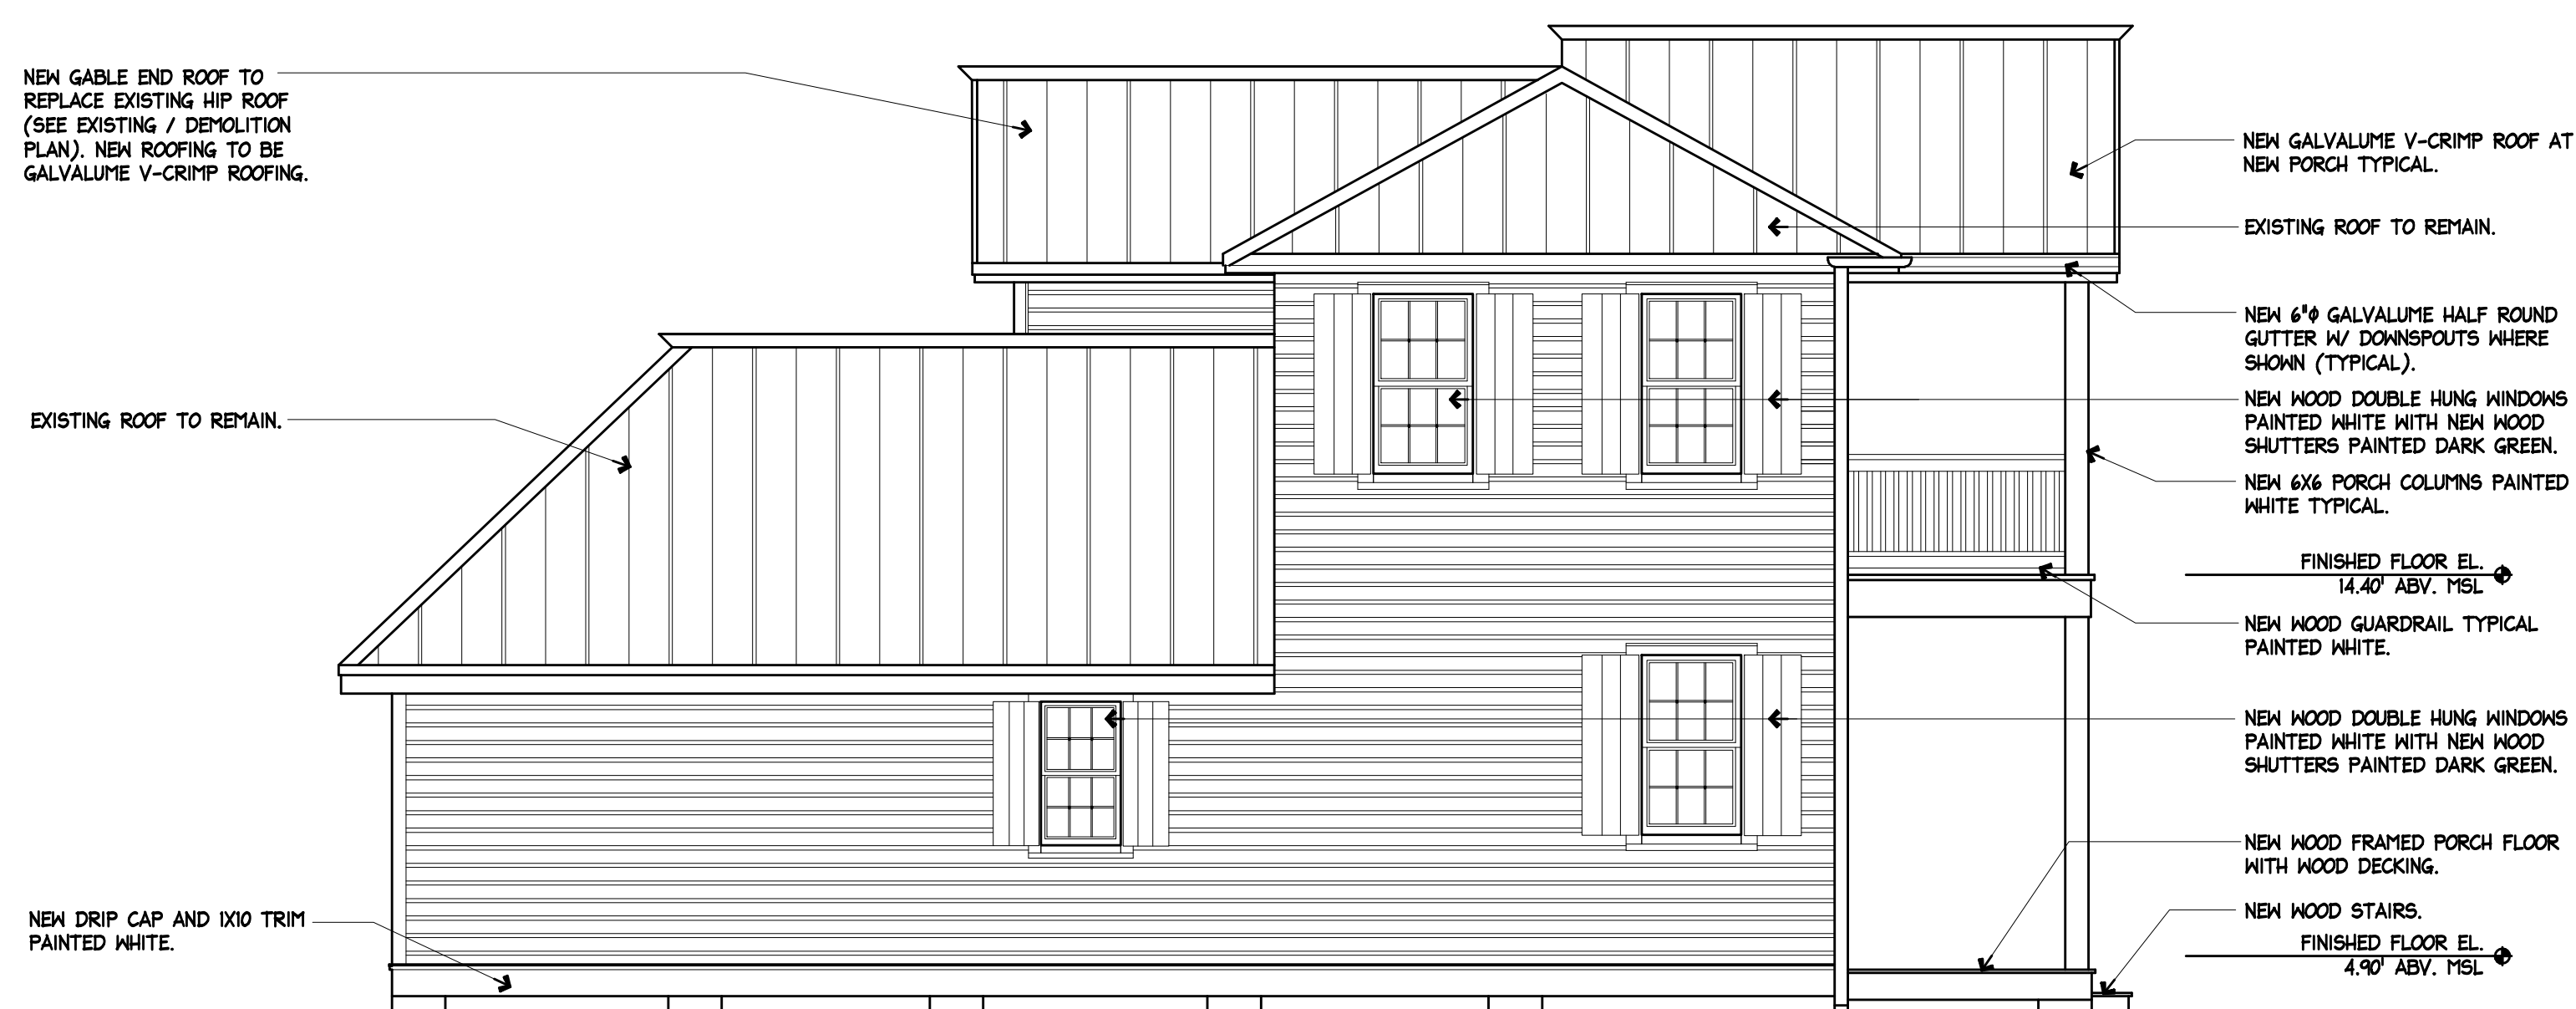 NEW GABLE END ROOF TO
REPLACE EXISTING HIP ROOF
(SEE EXISTING / DEMOLITION
PLAN). NEW ROOFING TO BE
GALVALUME V-CRIMP ROOFING.
EXISTING ROOF TO REMAIN.
NEW DRIP CAP AND 1X10 TRIM
PAINTED WHITE.
NEW GALVALUME V-CRIMP ROOF AT
NEW PORCH TYPICAL.
EXISTING ROOF TO REMAIN.
NEW 6"Φ GALVALUME HALF ROUND
GUTTER W/ DOWNSPOUTS WHERE
SHOWN (TYPICAL).
NEW WOOD DOUBLE HUNG WINDOWS
PAINTED WHITE WITH NEW WOOD
SHUTTERS PAINTED DARK GREEN.
NEW 6X6 PORCH COLUMNS PAINTED
WHITE TYPICAL.
FINISHED FLOOR EL.
14.40' ABV. MSL
NEW WOOD GUARDRAIL TYPICAL
PAINTED WHITE.
NEW WOOD DOUBLE HUNG WINDOWS
PAINTED WHITE WITH NEW WOOD
SHUTTERS PAINTED DARK GREEN.
NEW WOOD FRAMED PORCH FLOOR
WITH WOOD DECKING.
NEW WOOD STAIRS.
FINISHED FLOOR EL.
4.90' ABV. MSL